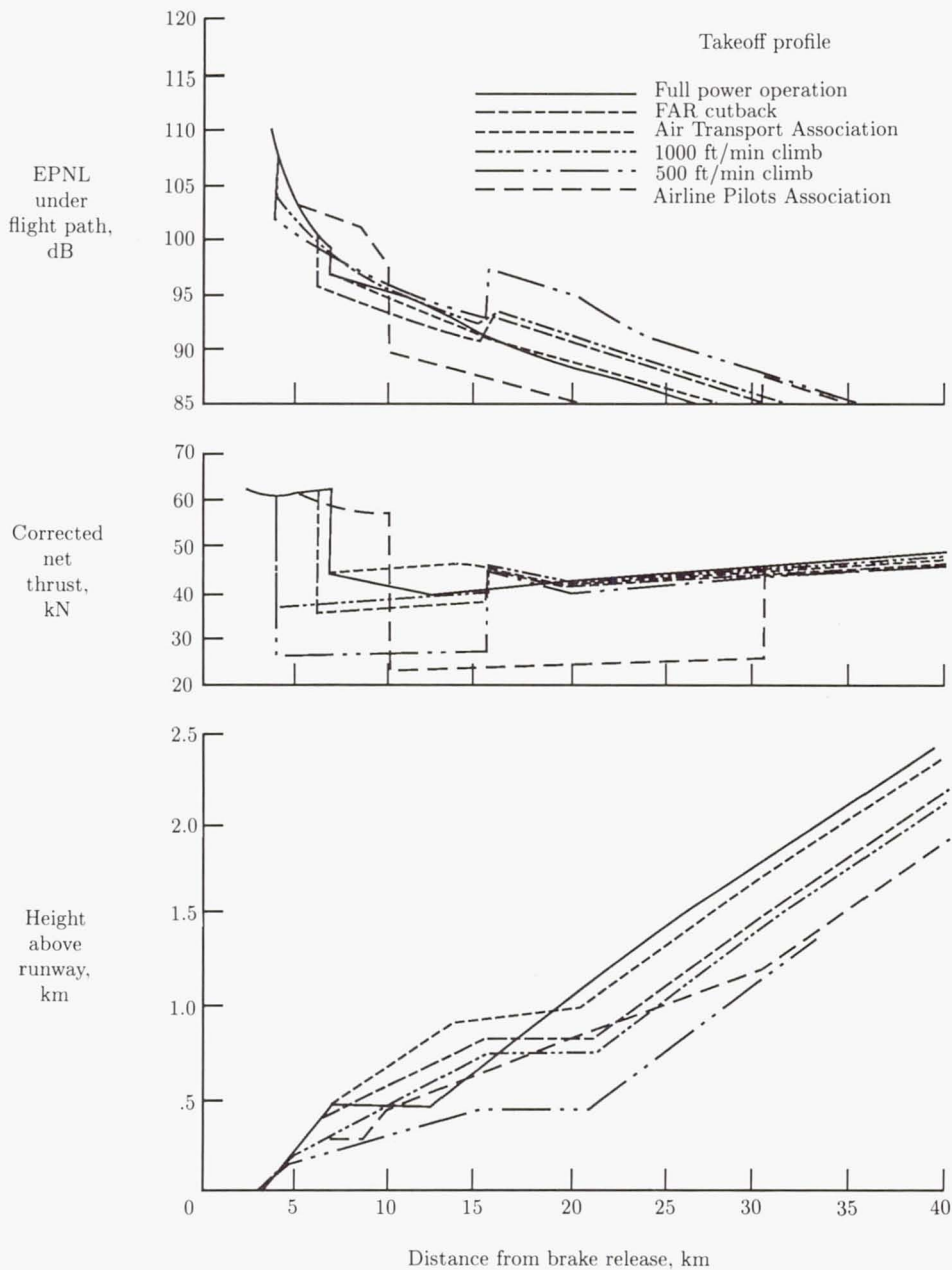 Takeoff profile
Full power operation
FAR cutback
Air Transport Association
1000 ft/min climb
500 ft/min climb
Airline Pilots Association
EPNL
under
flight path,
dB
120
115
110
105
100
95
90
85
Corrected
net
thrust,
kN
70
60
50
40
30
20
Height
above
runway,
km
2.5
2.0
1.5
1.0
.5
0 5 10 15 20 25 30 35 40
Distance from brake release, km